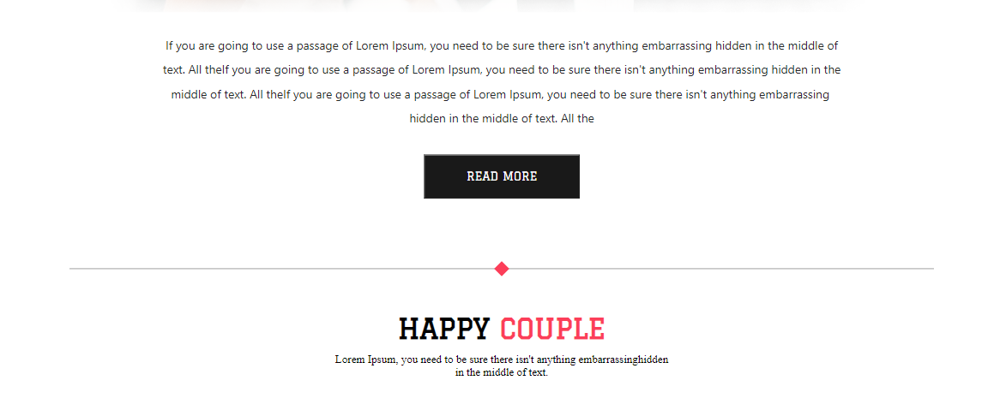 If you are going to use a passage of Lorem Ipsum, you need to be sure there isn't anything embarrassing hidden in the middle of
text. All theIf you are going to use a passage of Lorem Ipsum, you need to be sure there isn't anything embarrassing hidden in the
middle of text. All theIf you are going to use a passage of Lorem Ipsum, you need to be sure there isn't anything embarrassing
hidden in the middle of text. All the
READ MORE
HAPPY COUPLE
Lorem Ipsum, you need to be sure there isn't anything embarrassinghidden
in the middle of text.